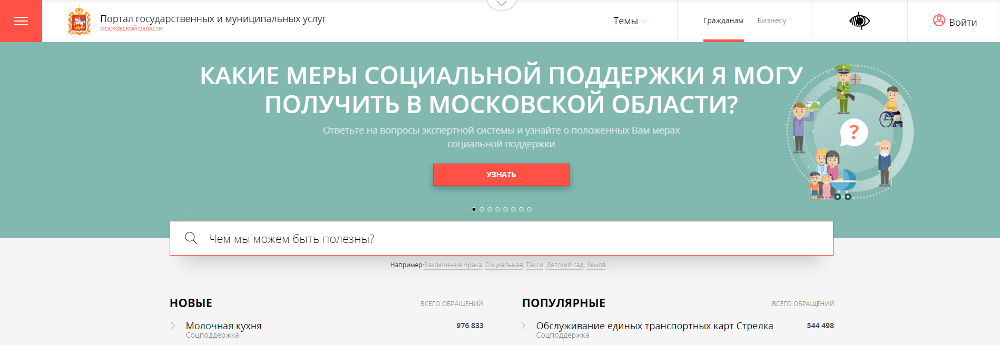 Портал государственных и муниципальных услуг
МОСКОВСКОЙ ОБЛАСТИ
Темы
Гражданам
Бизнесу
Войти
КАКИЕ МЕРЫ СОЦИАЛЬНОЙ ПОДДЕРЖКИ Я МОГУ
ПОЛУЧИТЬ В МОСКОВСКОЙ ОБЛАСТИ?
Ответьте на вопросы экспертной системы и узнайте о положенных Вам мерах
социальной поддержки
?
УЗНАТЬ
Чем мы можем быть полезны?
Например:Заключение брака, Социальная, Такси, Детский сад, Земля ...
НОВЫЕ
ВСЕГО ОБРАЩЕНИЙ
Молочная кухня
976 833
Соцподдержка
ПОПУЛЯРНЫЕ
ВСЕГО ОБРАЩЕНИЙ
Обслуживание единых транспортных карт Стрелка
544 498
Соцподдержка